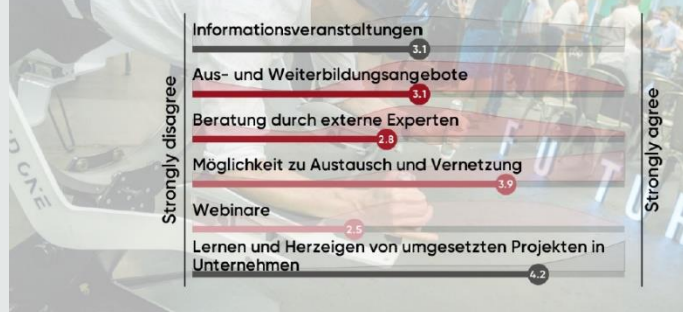 Informationsveranstaltungen
3.1
Aus- und Weiterbildungsangebote
3.1
Beratung durch externe Experten
2.8
Möglichkeit zu Austausch und Vernetzung
3.9
Webinare
2.5
Lernen und Herzeigen von umgesetzten Projekten in
Unternehmen
4.2
Strongly disagree
Strongly agree